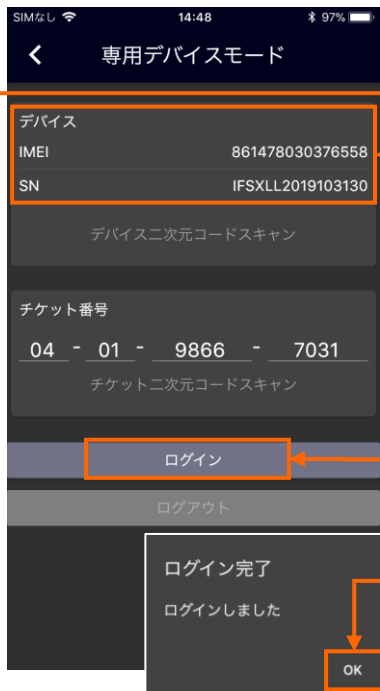 SIMなし 14:48 97%
専用デバイスモード
デバイス
IMEI 861478030376558
SN IFSXLL2019103130
デバイス二次元コードスキャン
チケット番号
04 - 01 - 9866 - 7031
チケット二次元コードスキャン
ログイン
ログアウト
ログイン完了
ログインしました
OK